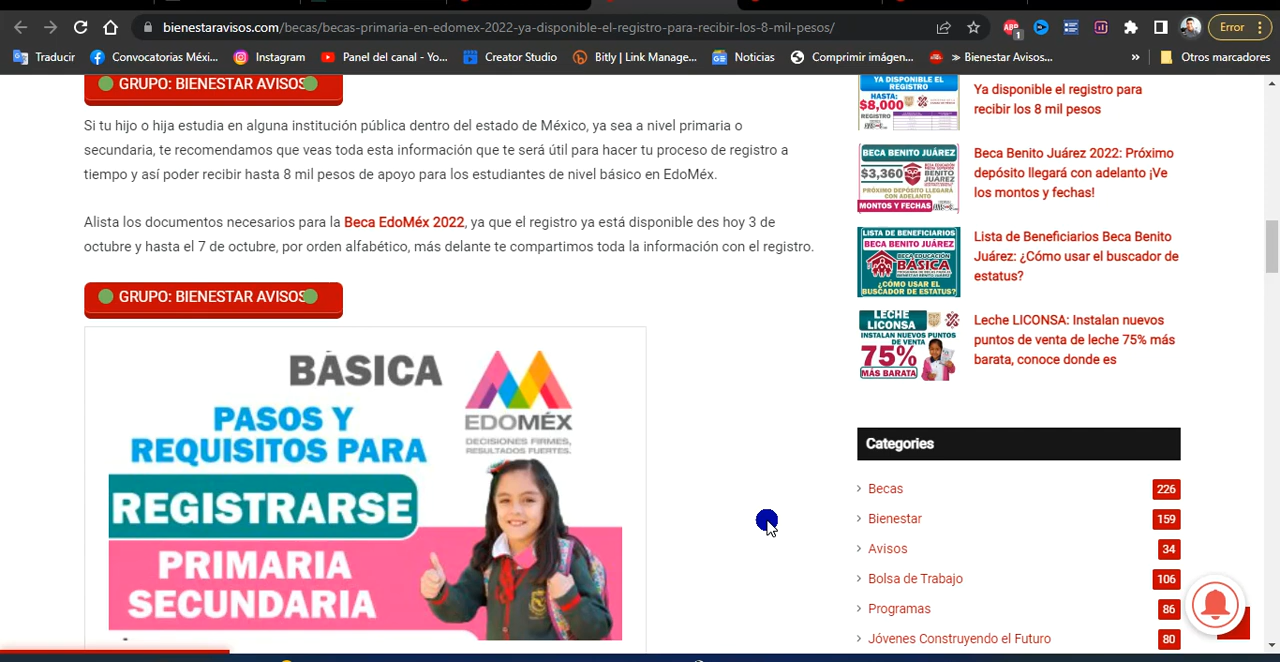 bienestaravisos.com/becas/becas-primaria-en-edomex-2022-ya-disponible-el-registro-para-recibir-los-8-mil-pesos/
ABP
1
Error
Traducir
Convocatorias Méxi...
Instagram
Panel del canal - Yo...
Creator Studio
Bitly | Link Manage...
Noticias
Comprimir imágen...
» Bienestar Avisos...
»
Otros marcadores
GRUPO: BIENESTAR AVISOS
Si tu hijo o hija estudia en alguna institución pública dentro del estado de México, ya sea a nivel primaria o
secundaria, te recomendamos que veas toda esta información que te será útil para hacer tu proceso de registro a
tiempo y así poder recibir hasta 8 mil pesos de apoyo para los estudiantes de nivel básico en EdoMéx.
Alista los documentos necesarios para la Beca EdoMéx 2022, ya que el registro ya está disponible des hoy 3 de
octubre y hasta el 7 de octubre, por orden alfabético, más delante te compartimos toda la información con el registro.
GRUPO: BIENESTAR AVISOS
BÁSICA
PASOS Y
REQUISITOS PARA
REGISTRARSE
PRIMARIA
SECUNDARIA
EDOMÉX
DECISIONES FIRMES,
RESULTADOS FUERTES.
YA DISPONIBLE EL
REGISTRO
HASTA:
$8,000
REGISTRO
Ya disponible el registro para
recibir los 8 mil pesos
BECA BENITO JUÁREZ
$3,360
BECA EDUCACIÓN
BÁSICA
BENITO
JUÁREZ
PRÓXIMO DEPÓSITO LLEGARÁ
CON ADELANTO
MONTOS Y FECHAS
Beca Benito Juárez 2022: Próximo
depósito llegará con adelanto ¡Ve
los montos y fechas!
LISTA DE BENEFICIARIOS
BECA BENITO JUÁREZ
BECA EDUCACIÓN
BÁSICA
¿CÓMO USAR EL
BUSCADOR DE ESTATUS?
Lista de Beneficiarios Beca Benito
Juárez: ¿Cómo usar el buscador de
estatus?
LECHE
LICONSA
INSTALAN NUEVOS
PUNTOS DE VENTA
75%
MÁS BARATA
Leche LICONSA: Instalan nuevos
puntos de venta de leche 75% más
barata, conoce donde es
Categories
Becas
226
Bienestar
159
Avisos
34
Bolsa de Trabajo
106
Programas
86
Jóvenes Construyendo el Futuro
80